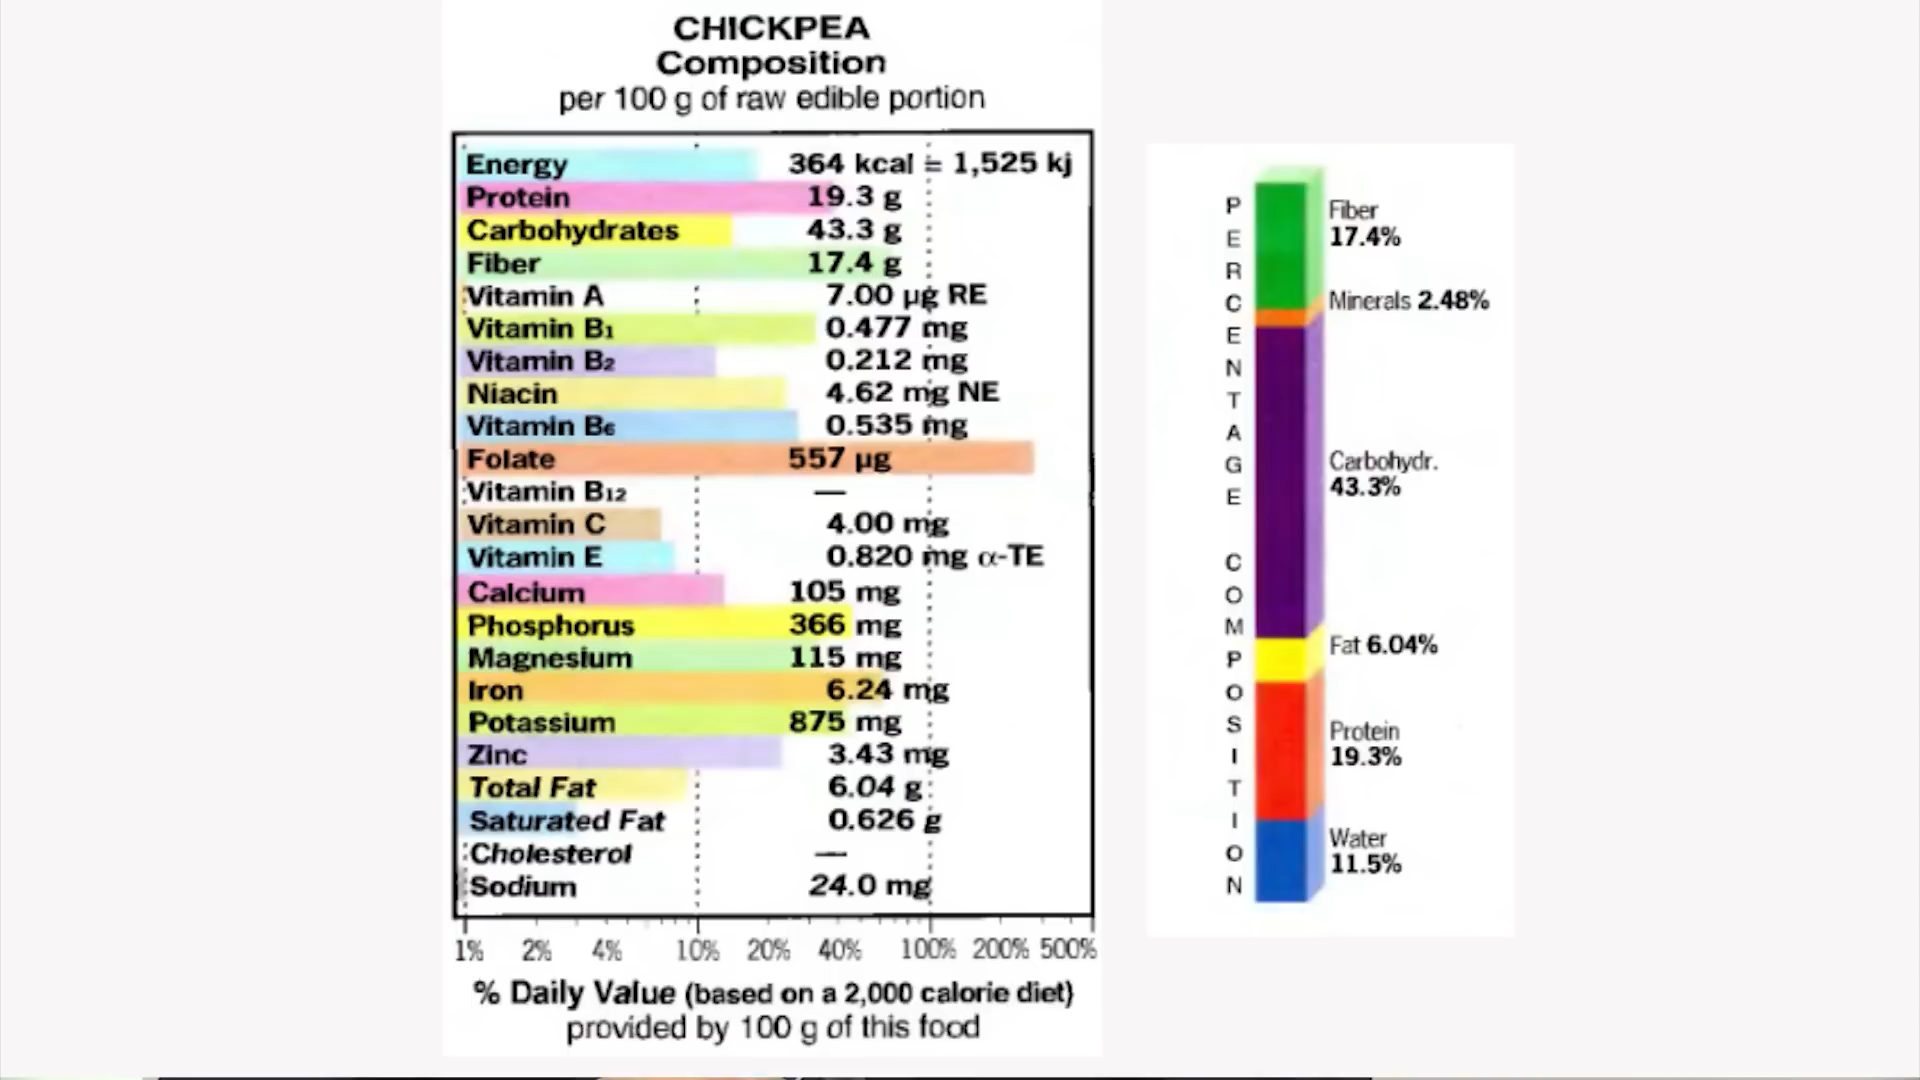 CHICKPEA
Composition
per 100 g of raw edible portion
Energy 364 kcal = 1,525 kj
Protein 19.3 g
Carbohydrates 43.3 g
Fiber 17.4 g
Vitamin A 7.00 µg RE
Vitamin B1 0.477 mg
Vitamin B2 0.212 mg
Niacin 4.62 mg NE
Vitamin B6 0.535 mg
Folate 557 µg
Vitamin B12 —
Vitamin C 4.00 mg
Vitamin E 0.820 mg α-TE
Calcium 105 mg
Phosphorus 366 mg
Magnesium 115 mg
Iron 6.24 mg
Potassium 875 mg
Zinc 3.43 mg
Total Fat 6.04 g
Saturated Fat 0.626 g
Cholesterol —
Sodium 24.0 mg
1% 2% 4% 10% 20% 40% 100% 200% 500%
% Daily Value (based on a 2,000 calorie diet)
provided by 100 g of this food
PERCENTAGE COMPOSITION
Fiber
17.4%
Minerals 2.48%
Carbohydr.
43.3%
Fat 6.04%
Protein
19.3%
Water
11.5%